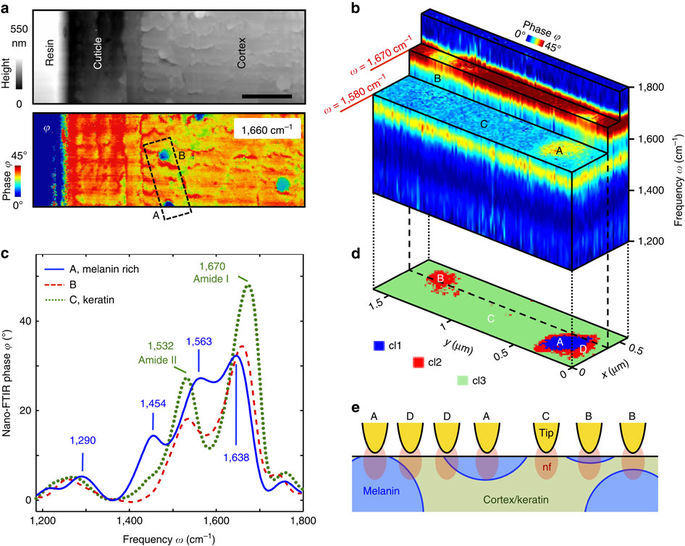 a
550
nm
Height
0
Resin
Cuticle
Cortex
φ
1,660 cm⁻¹
45°
Phase φ
0°
B
A
b
Phase φ
0° 45°
ω = 1,670 cm⁻¹
ω = 1,580 cm⁻¹
B
C
A
1,800
1,600
1,400
1,200
Frequency ω (cm⁻¹)
c
A, melanin rich
B
C, keratin
1,670
Amide I
1,532
Amide II
1,563
1,454
1,290
1,638
40
20
0
Nano-FTIR phase φ (°)
1,200 1,400 1,600 1,800
Frequency ω (cm⁻¹)
d
B
C
A
D
1.5
1
0.5
0
y (μm)
0
0.5
x (μm)
cl1
cl2
cl3
e
A D D A C B B
Tip
nf
Melanin
Cortex/keratin